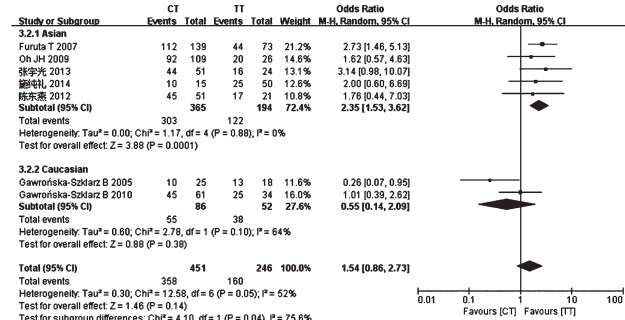 CT TT Odds Ratio Odds Ratio
Study or Subgroup Events Total Events Total Weight M-H, Random, 95% CI M-H, Random, 95% CI
3.2.1 Asian
Furuta T 2007 112 139 44 73 21.2% 2.73 [1.46, 5.13]
Oh JH 2009 92 109 20 26 11.6% 1.62 [0.57, 4.63]
张宇光 2013 44 51 16 24 10.9% 3.14 [0.98, 10.07]
施纯礼 2014 10 15 25 50 10.0% 2.00 [0.60, 6.69]
陈东燕 2012 45 51 17 21 8.8% 1.76 [0.44, 7.03]
Subtotal (95% CI) 365 194 72.4% 2.35 [1.53, 3.62]
Total events 303 122
Heterogeneity: Tau² = 0.00; Chi² = 1.17, df = 4 (P = 0.88); I² = 0%
Test for overall effect: Z = 3.88 (P = 0.0001)
3.2.2 Caucasian
Gawrońska-Szklarz B 2005 10 25 13 18 11.6% 0.26 [0.07, 0.95]
Gawrońska-Szklarz B 2010 45 61 25 34 16.0% 1.01 [0.39, 2.62]
Subtotal (95% CI) 86 52 27.6% 0.55 [0.14, 2.09]
Total events 55 38
Heterogeneity: Tau² = 0.60; Chi² = 2.78, df = 1 (P = 0.10); I² = 64%
Test for overall effect: Z = 0.88 (P = 0.38)
Total (95% CI) 451 246 100.0% 1.54 [0.86, 2.73]
Total events 358 160
Heterogeneity: Tau² = 0.30; Chi² = 12.58, df = 6 (P = 0.05); I² = 52%
Test for overall effect: Z = 1.46 (P = 0.14)
Test for subgroup differences: Chi² = 4.10, df = 1 (P = 0.04), I² = 75.6%
0.01 0.1 1 10 100
Favours [CT] Favours [TT]